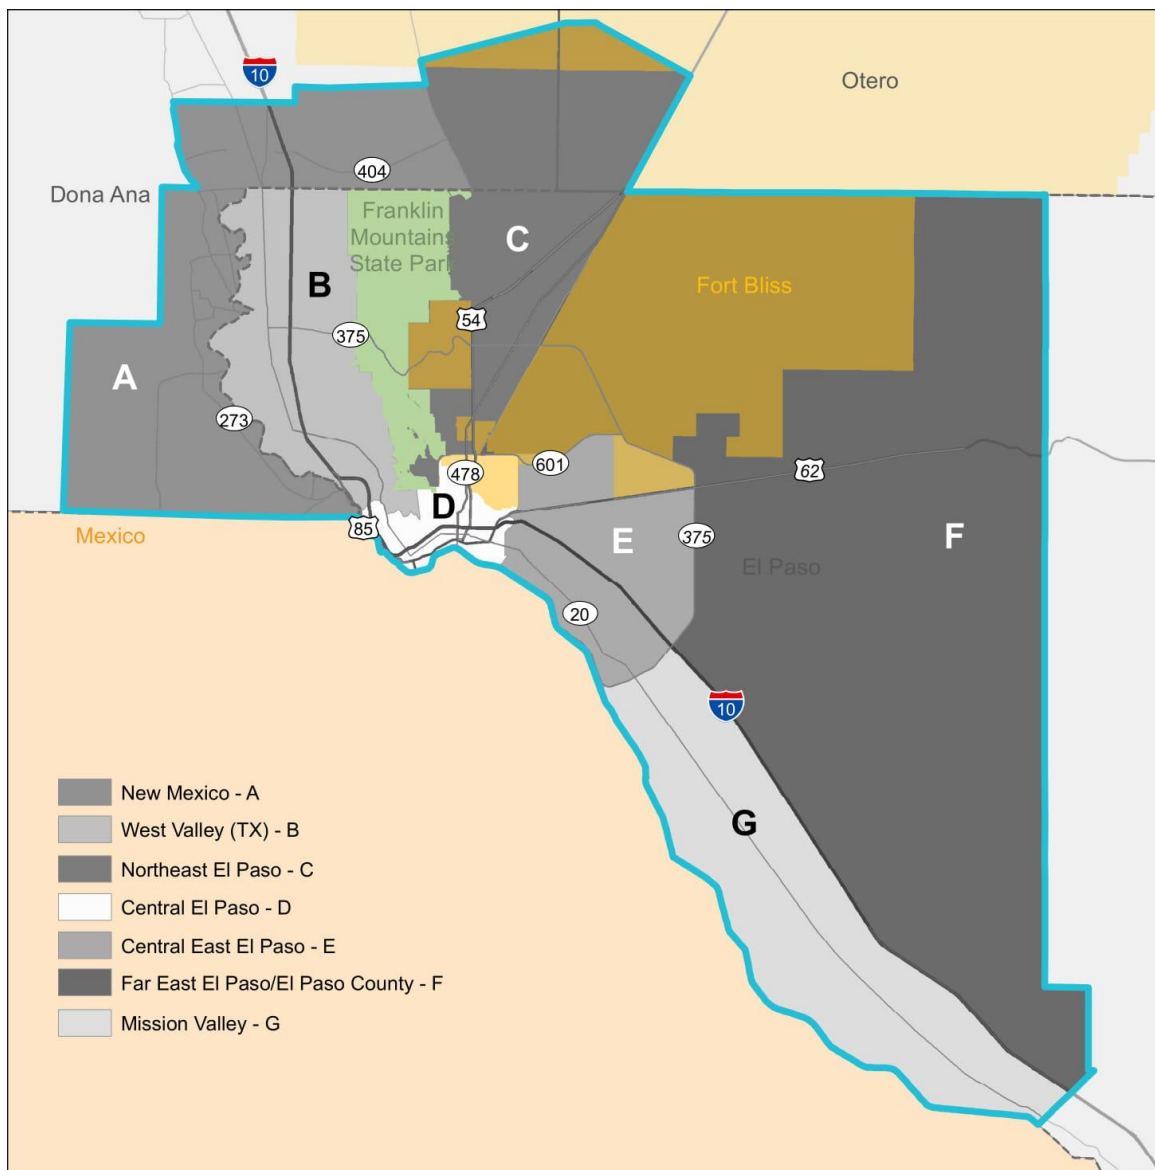 10
Otero
404
Dona Ana
Franklin
Mountains
State Park
C
B
Fort Bliss
54
375
A
273
601
62
478
D
85
Mexico
E
375
F
El Paso
20
10
New Mexico - A
West Valley (TX) - B
Northeast El Paso - C
G
Central El Paso - D
Central East El Paso - E
Far East El Paso/El Paso County - F
Mission Valley - G